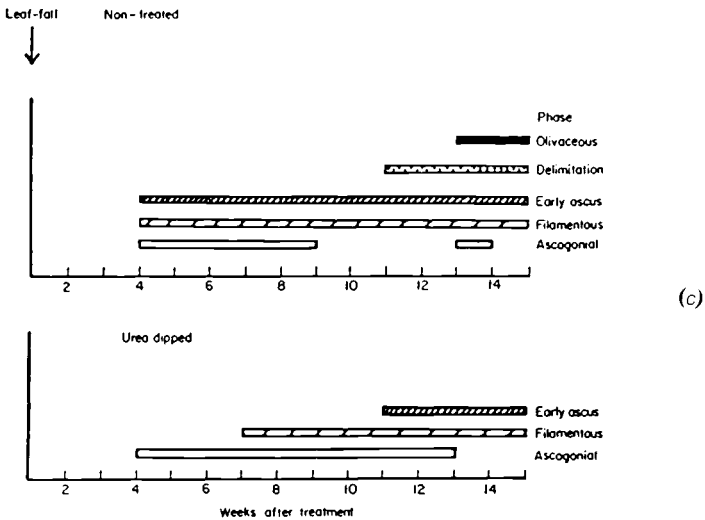 Leaf-fall Non-treated
Phase
Olivaceous
Delimitation
Early ascus
Filamentous
Ascogonial
2 4 6 8 10 12 14
(c)
Urea dipped
Early ascus
Filamentous
Ascogonial
2 4 6 8 10 12 14
Weeks after treatment